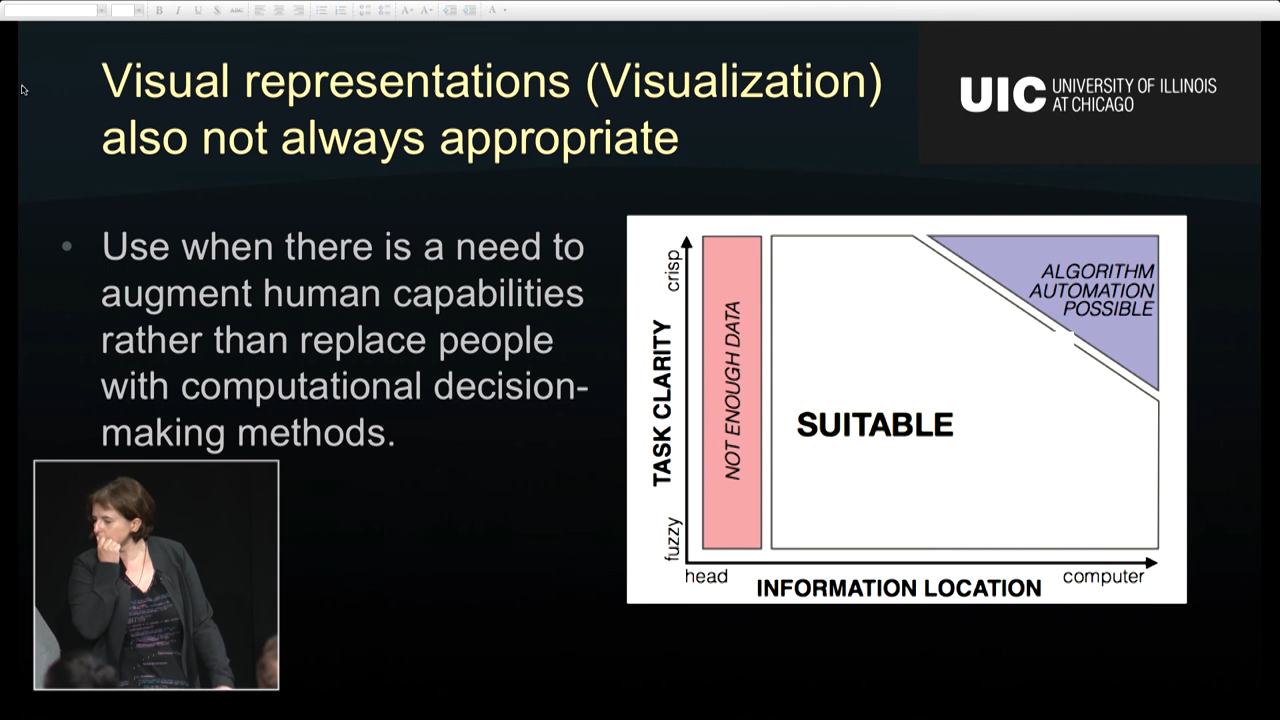 Visual representations (Visualization)
also not always appropriate
UIC UNIVERSITY OF ILLINOIS
AT CHICAGO
• Use when there is a need to
augment human capabilities
rather than replace people
with computational decision-
making methods.
crisp
TASK CLARITY
fuzzy
NOT ENOUGH DATA
ALGORITHM
AUTOMATION
POSSIBLE
SUITABLE
head
computer
INFORMATION LOCATION